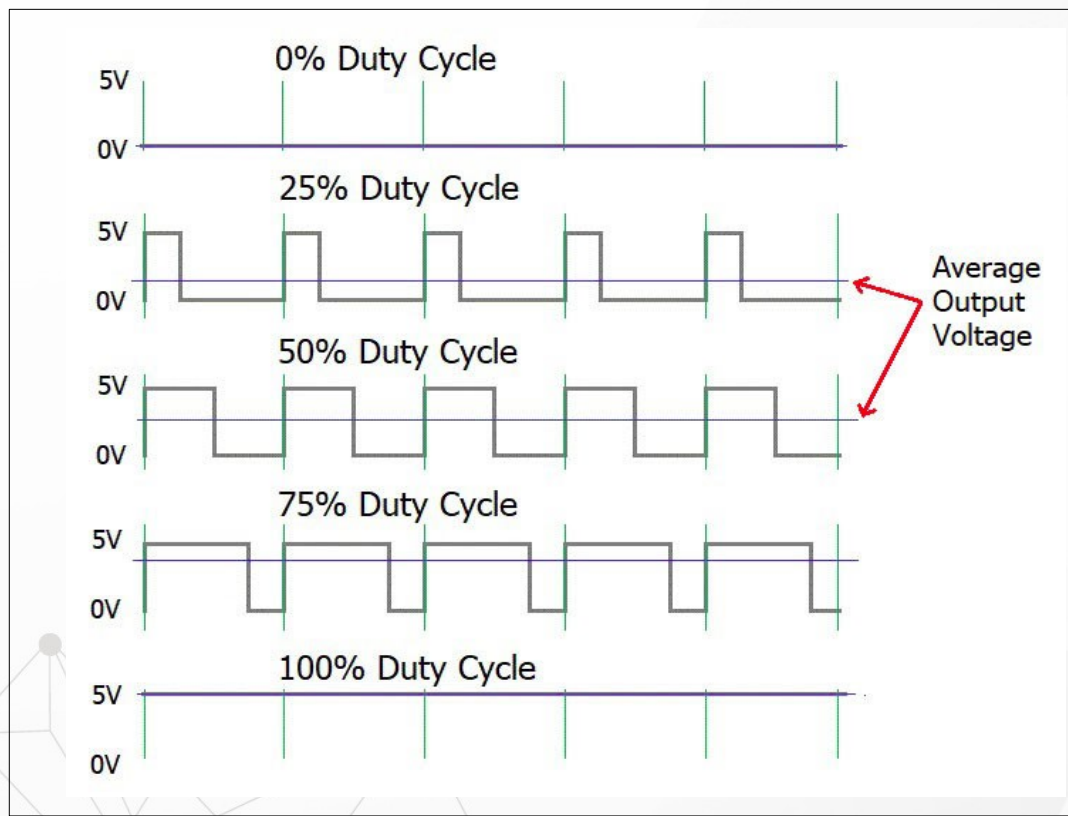 0% Duty Cycle
5V
0V
25% Duty Cycle
5V
0V
Average
Output
Voltage
50% Duty Cycle
5V
0V
75% Duty Cycle
5V
0V
100% Duty Cycle
5V
0V